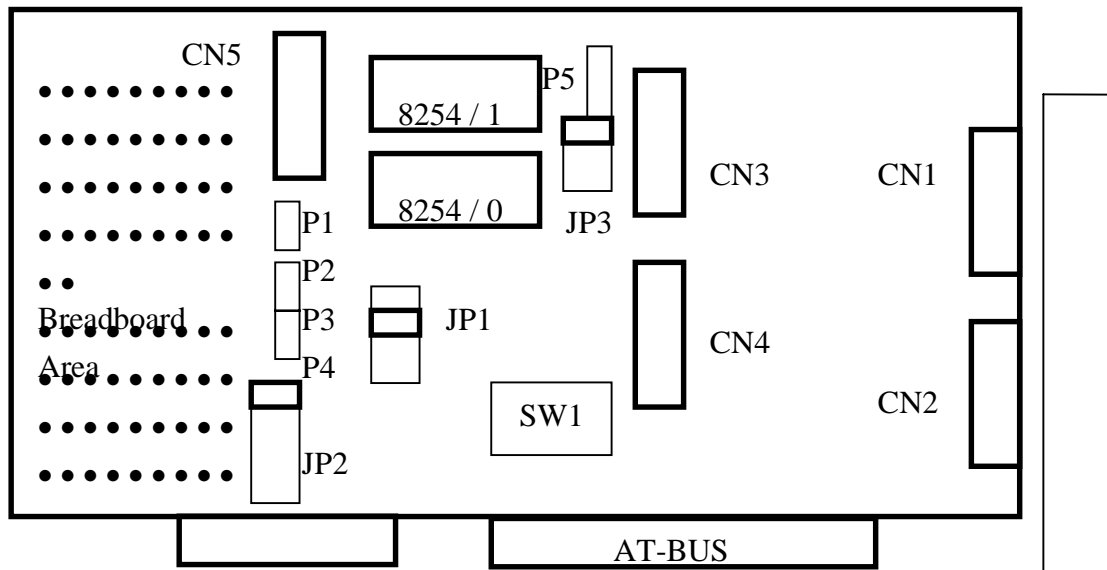 CN5
P5
8254 / 1
CN3
CN1
8254 / 0
JP3
P1
P2
Breadboard
P3
JP1
CN4
Area
P4
CN2
SW1
JP2
AT-BUS